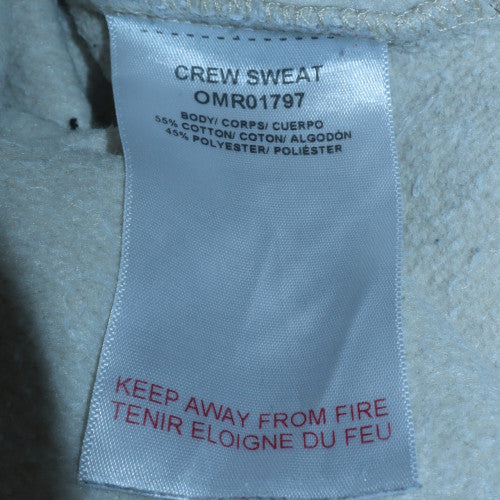 CREW SWEAT
OMR01797
BODY/ CORPS/ CUERPO
55% COTTON/ COTON/ ALGODÓN
45% POLYESTER/ POLIÉSTER
KEEP AWAY FROM FIRE
TENIR ELOIGNE DU FEU